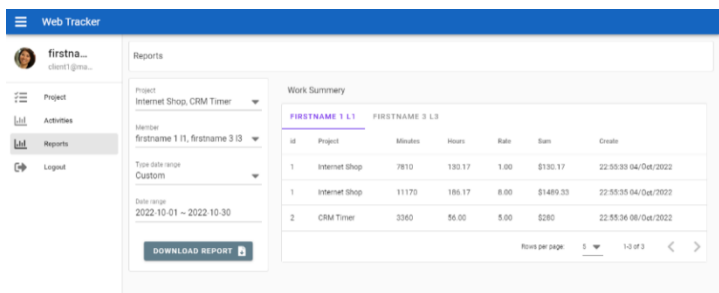 Web Tracker
firstna...
client1@ma...
Project
Activities
Reports
Logout
Reports
Project
Internet Shop, CRM Timer
Member
firstname 1 l1, firstname 3 l3
Type date range
Custom
Date range
2022-10-01 ~ 2022-10-30
DOWNLOAD REPORT
Work Summery
FIRSTNAME 1 L1 FIRSTNAME 3 L3
id Project Minutes Hours Rate Sum Create
1 Internet Shop 7810 130.17 1.00 $130.17 22:55:33 04/Oct/2022
1 Internet Shop 11170 186.17 8.00 $1489.33 22:55:35 04/Oct/2022
2 CRM Timer 3360 56.00 5.00 $280 22:55:36 08/Oct/2022
Rows per page: 5 1-3 of 3